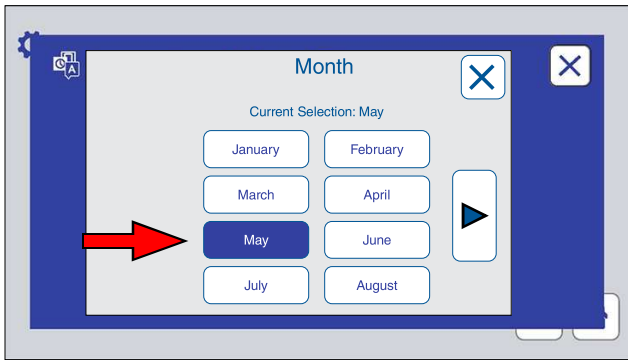 Month
Current Selection: May
January February
March April
May June
July August
A